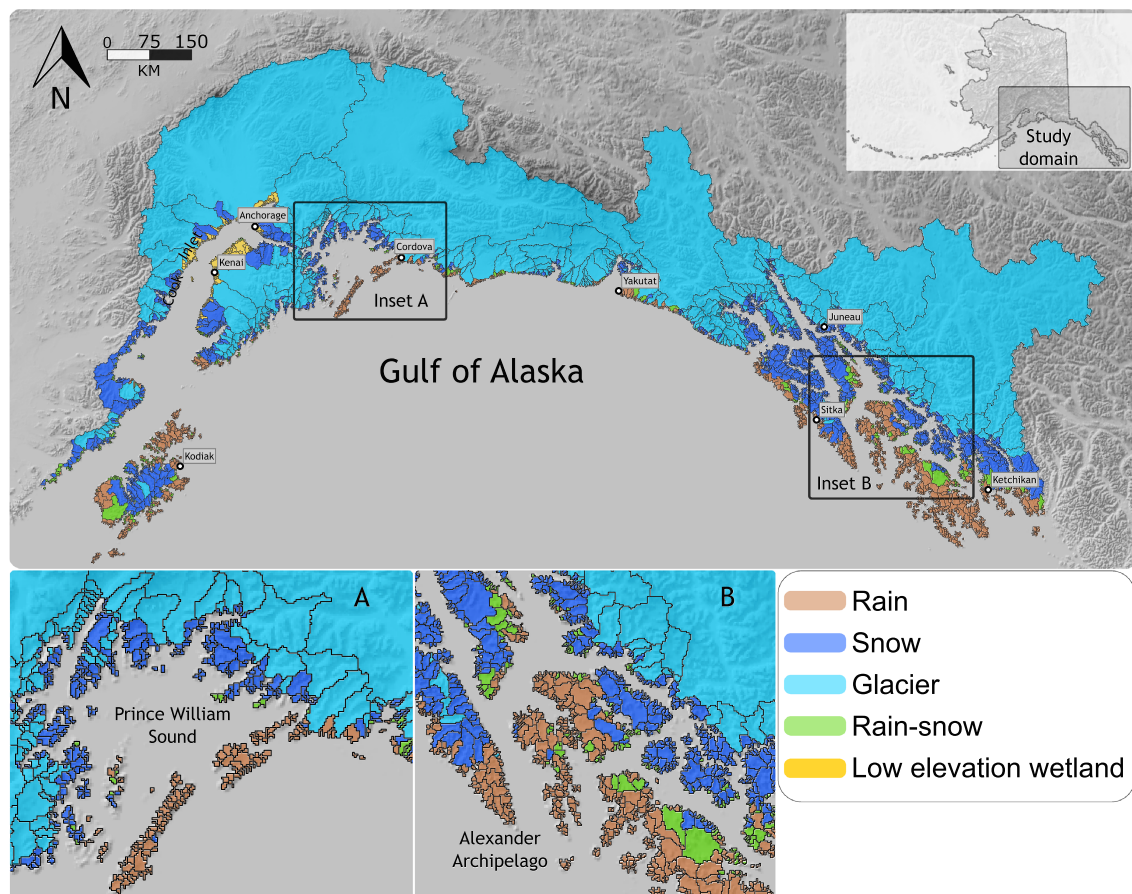 0 75 150
KM
N
Study
domain
Anchorage
Cook Inlet
Kenai
Cordova
Inset A
Yakutat
Juneau
Gulf of Alaska
Sitka
Kodiak
Inset B
Ketchikan
A
Prince William
Sound
B
Alexander
Archipelago
Rain
Snow
Glacier
Rain-snow
Low elevation wetland